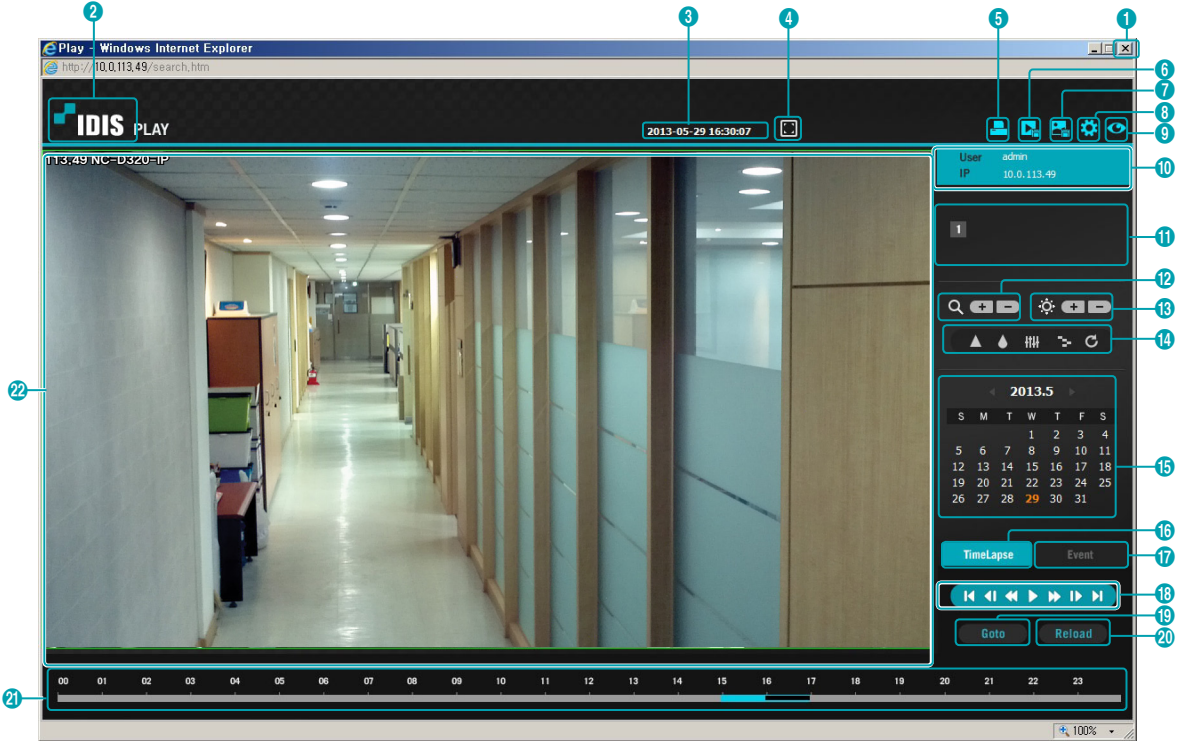 2
3
4
5
1
Play - Windows Internet Explorer
http://10.0.113.49/search.htm
6
7
8
9
IDIS PLAY
2013-05-29 16:30:07
113.49 NC-D320-IP
User admin
IP 10.0.113.49
10
1
11
12
13
14
2013.5
S M T W T F S
1 2 3 4
5 6 7 8 9 10 11
12 13 14 15 16 17 18
19 20 21 22 23 24 25
26 27 28 29 30 31
15
22
16
TimeLapse Event
17
18
19
Goto Reload
20
00 01 02 03 04 05 06 07 08 09 10 11 12 13 14 15 16 17 18 19 20 21 22 23
21
100%